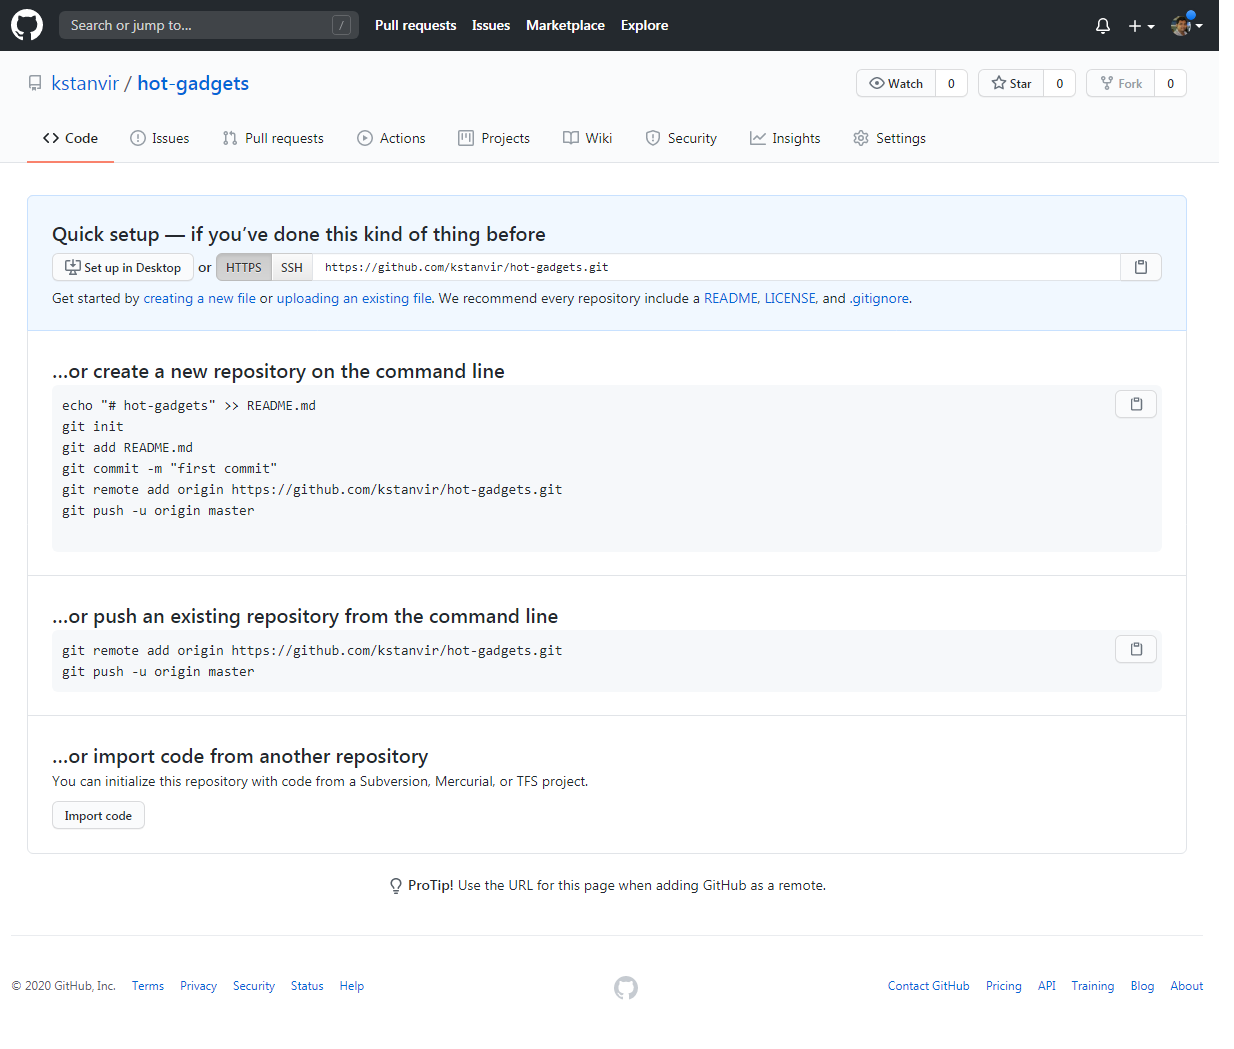 Search or jump to... / Pull requests Issues Marketplace Explore
kstanvir / hot-gadgets Watch 0 Star 0 Fork 0
Code Issues Pull requests Actions Projects Wiki Security Insights Settings
Quick setup — if you’ve done this kind of thing before
Set up in Desktop or HTTPS SSH https://github.com/kstanvir/hot-gadgets.git
Get started by creating a new file or uploading an existing file. We recommend every repository include a README, LICENSE, and .gitignore.
…or create a new repository on the command line
echo "# hot-gadgets" >> README.md
git init
git add README.md
git commit -m "first commit"
git remote add origin https://github.com/kstanvir/hot-gadgets.git
git push -u origin master
…or push an existing repository from the command line
git remote add origin https://github.com/kstanvir/hot-gadgets.git
git push -u origin master
…or import code from another repository
You can initialize this repository with code from a Subversion, Mercurial, or TFS project.
Import code
ProTip! Use the URL for this page when adding GitHub as a remote.
© 2020 GitHub, Inc. Terms Privacy Security Status Help Contact GitHub Pricing API Training Blog About